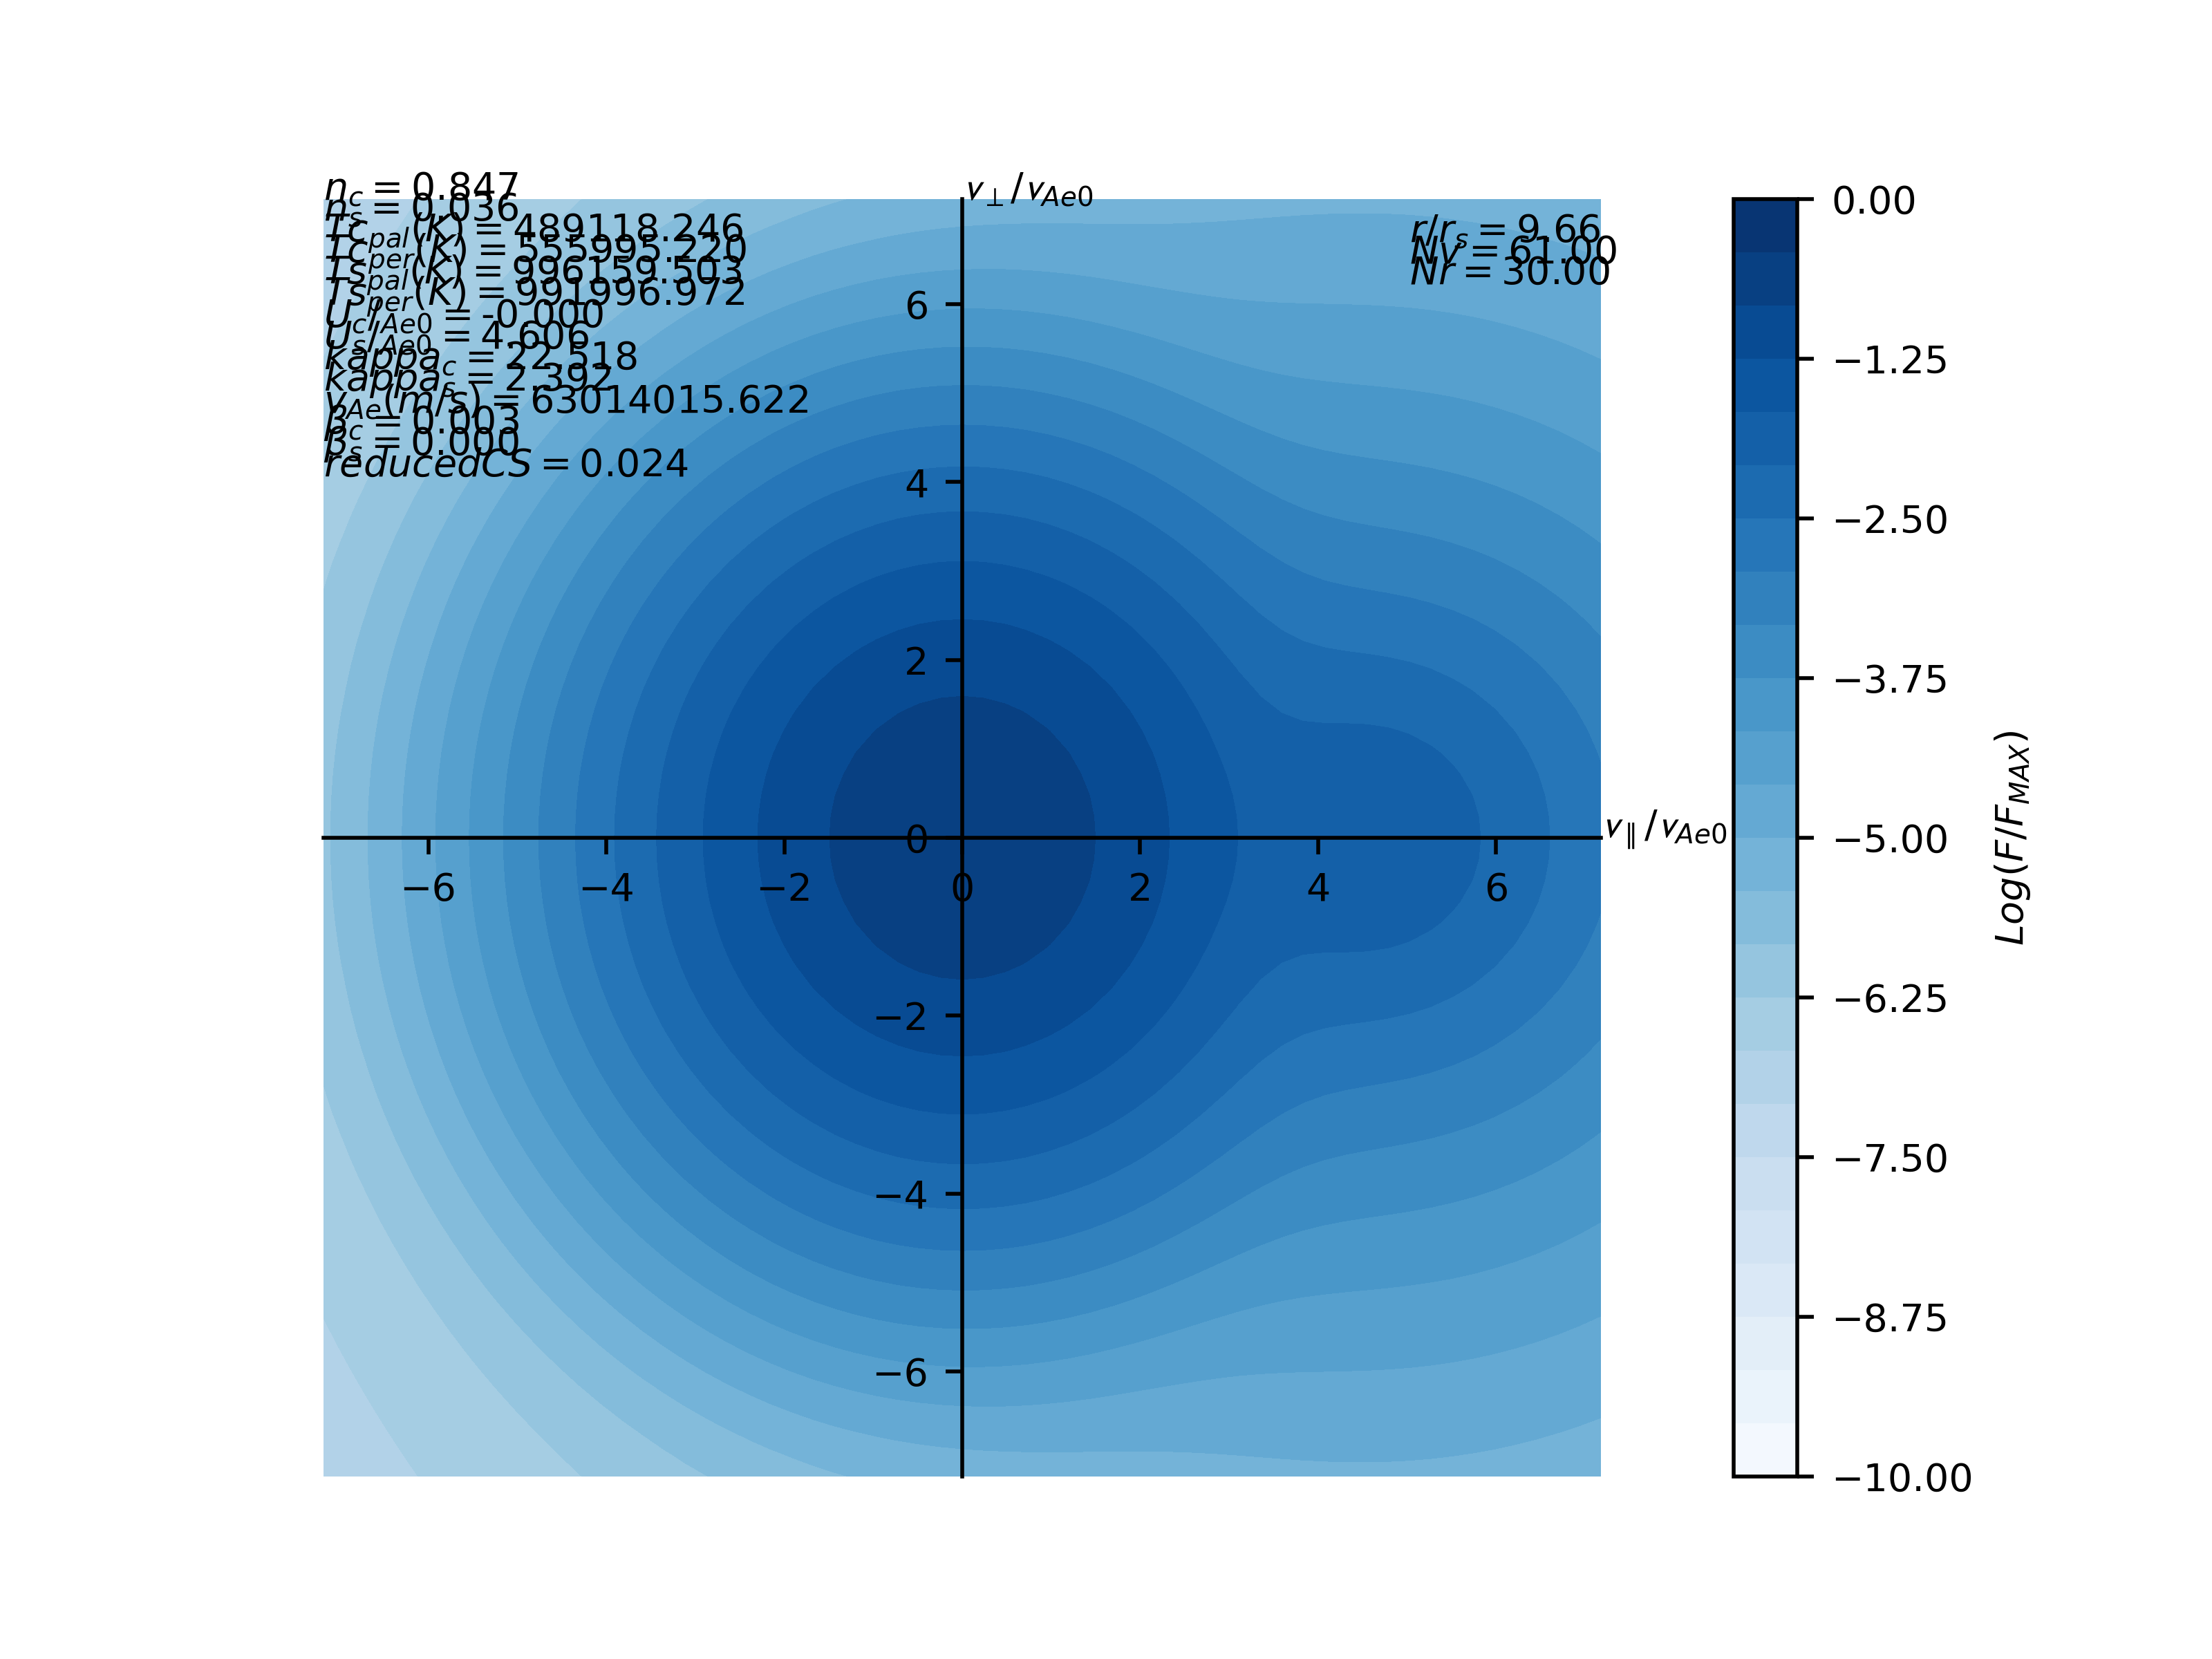 n_c = 0.847
n_s = 0.036
Tc_pal(K) = 489118.246
Tc_per(K) = 555995.220
Ts_pal(K) = 996159.503
Ts_per(K) = 991996.972
U_c/Ae0 = -0.000
U_s/Ae0 = 4.606
kappa_c = 22.518
kappa_s = 2.392
v_Ae(m/s) = 63014015.622
β_c = 0.003
β_s = 0.000
reducedCS = 0.024
v_⊥/v_Ae0
r/r_s = 9.66
Nv = 61.00
Nr = 30.00
6
4
2
0
−2
−4
−6
−6 −4 −2 0 2 4 6
v_∥/v_Ae0
0.00
−1.25
−2.50
−3.75
−5.00
−6.25
−7.50
−8.75
−10.00
Log(F/F_MAX)